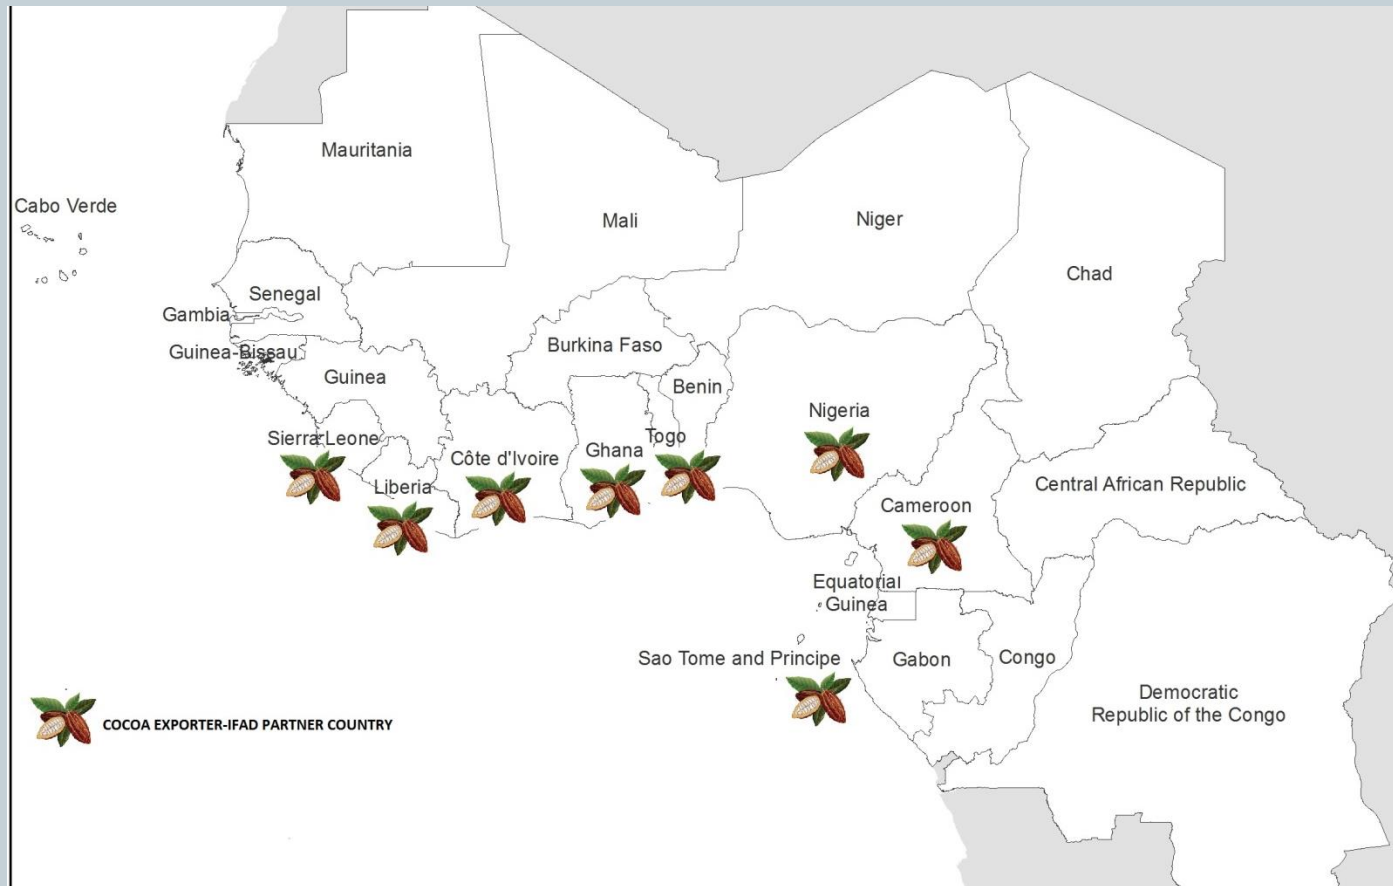 Mauritania
Cabo Verde
Mali
Niger
Chad
Senegal
Gambia
Guinea-Bissau
Guinea
Burkina Faso
Benin
Nigeria
Sierra Leone
Liberia
Côte d'Ivoire
Ghana
Togo
Cameroon
Central African Republic
Equatorial
Guinea
Sao Tome and Principe
Gabon
Congo
Democratic
Republic of the Congo
COCOA EXPORTER-IFAD PARTNER COUNTRY